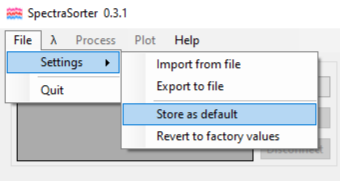 SpectraSorter 0.3.1
File λ Process Plot Help
Settings
Quit
Import from file
Export to file
Store as default
Revert to factory values
Disconnect